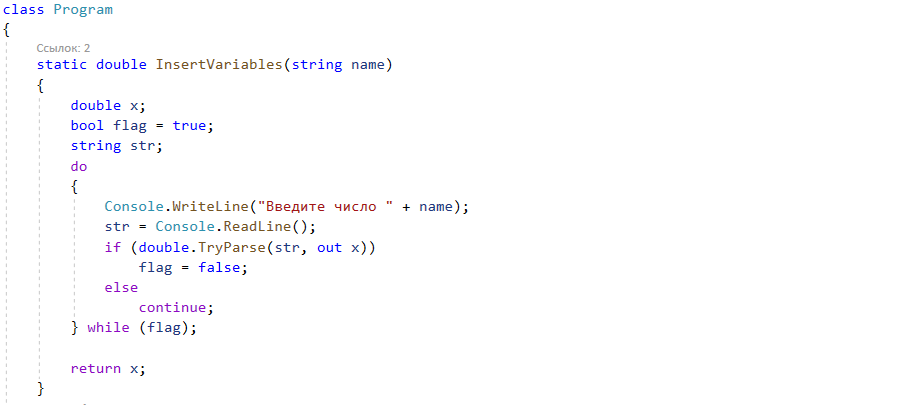 class Program
{
Ссылок: 2
static double InsertVariables(string name)
{
double x;
bool flag = true;
string str;
do
{
Console.WriteLine("Введите число " + name);
str = Console.ReadLine();
if (double.TryParse(str, out x))
flag = false;
else
continue;
} while (flag);
return x;
}